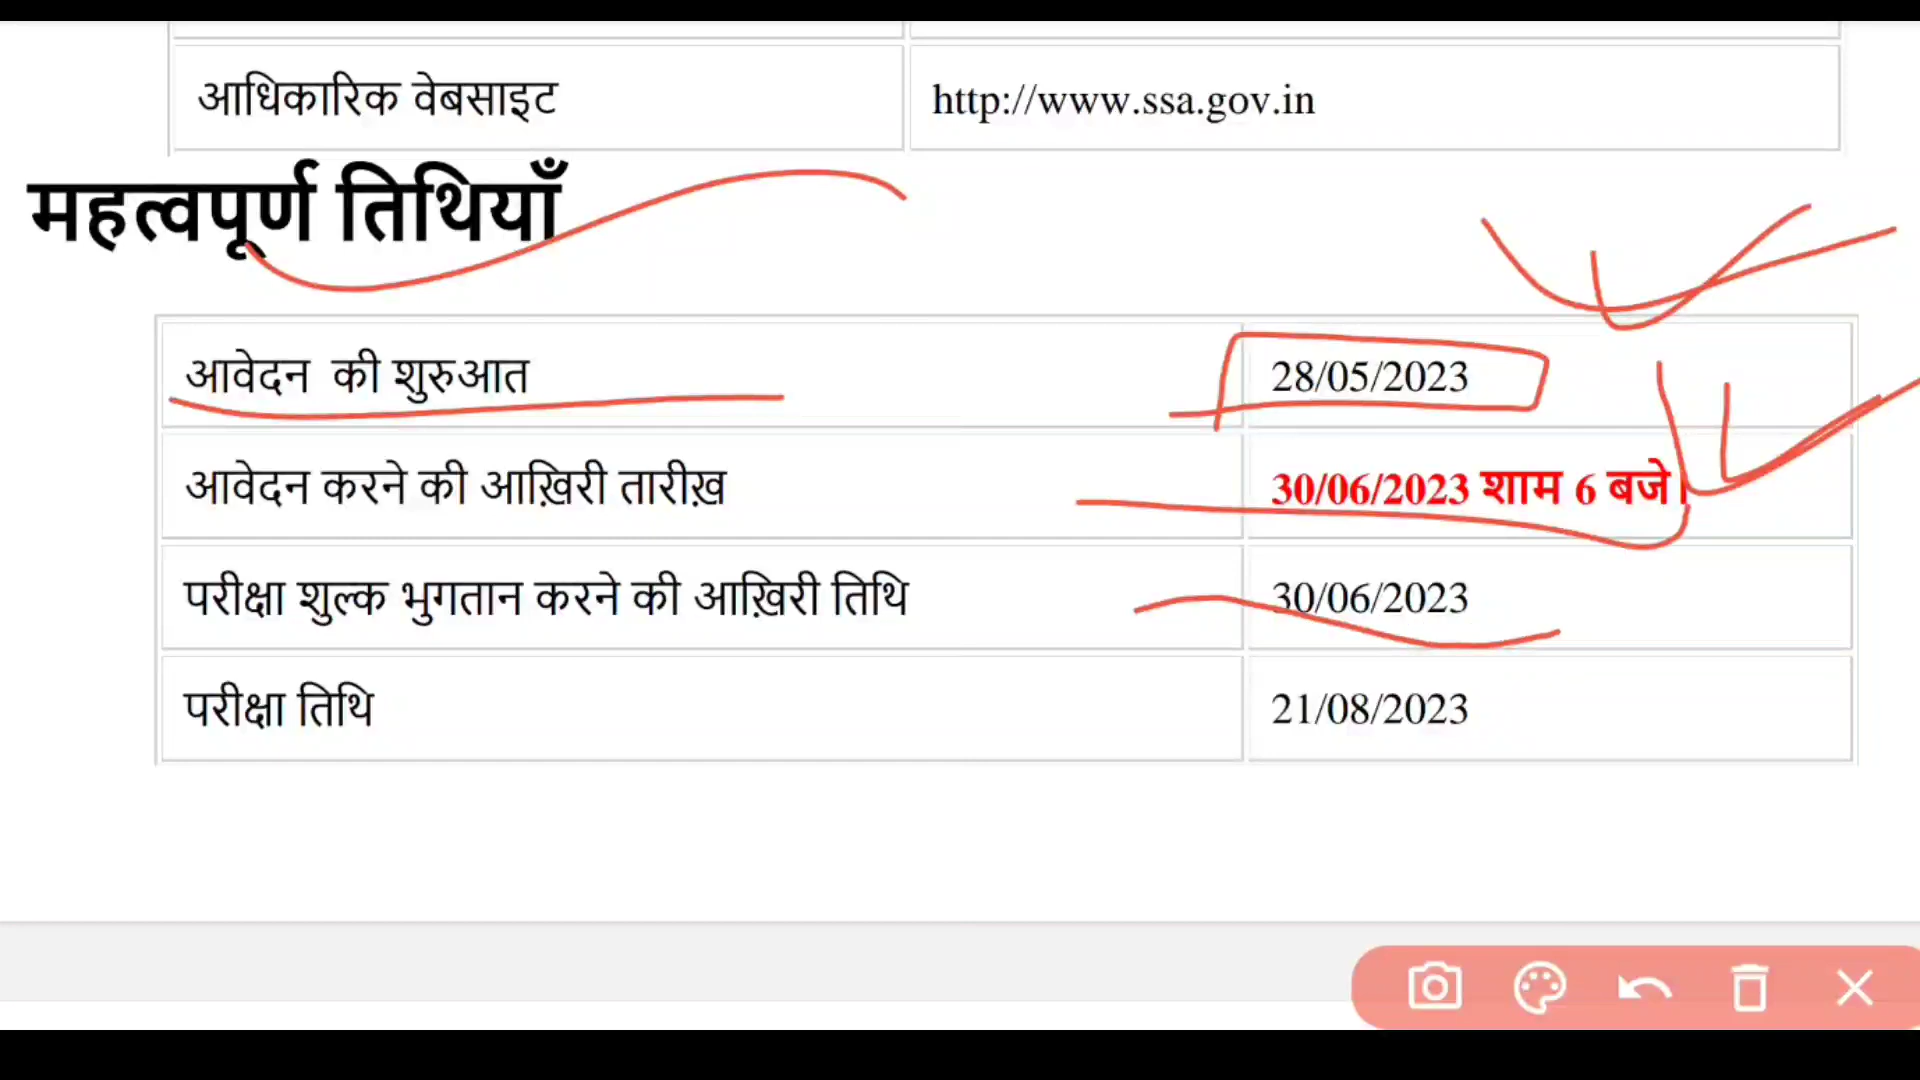 आधिकारिक वेबसाइट http://www.ssa.gov.in
महत्वपूर्ण तिथियाँ
आवेदन की शुरुआत 28/05/2023
आवेदन करने की आख़िरी तारीख़ 30/06/2023 शाम 6 बजे।
परीक्षा शुल्क भुगतान करने की आख़िरी तिथि 30/06/2023
परीक्षा तिथि 21/08/2023